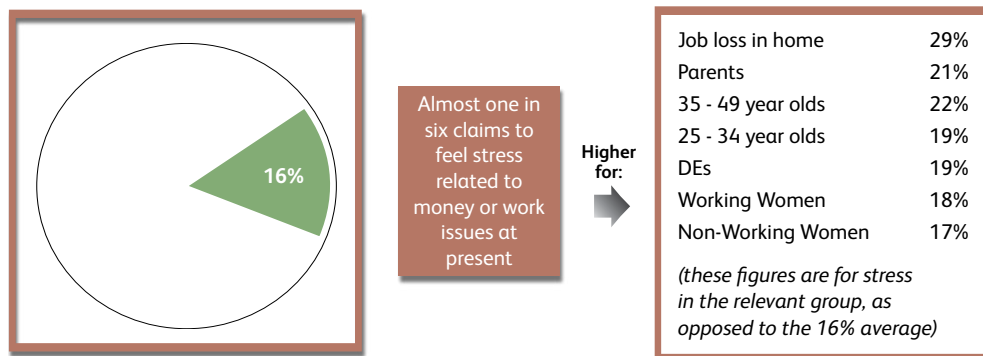 16%
Almost one in
six claims to
feel stress
related to
money or work
issues at
present
Higher
for:
Job loss in home 29%
Parents 21%
35 - 49 year olds 22%
25 - 34 year olds 19%
DEs 19%
Working Women 18%
Non-Working Women 17%
(these figures are for stress
in the relevant group, as
opposed to the 16% average)